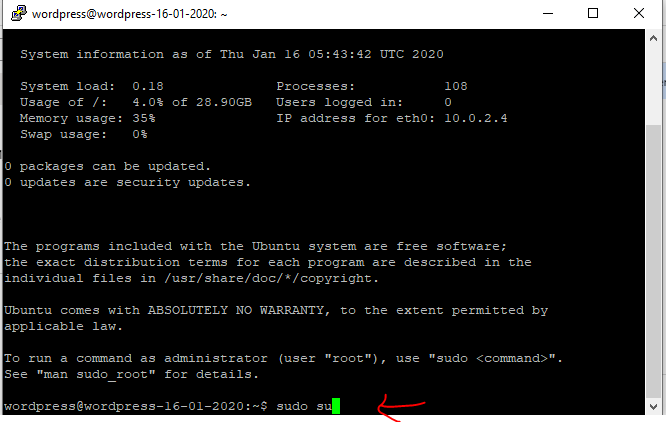 wordpress@wordpress-16-01-2020: ~
System information as of Thu Jan 16 05:43:42 UTC 2020
System load:  0.18              Processes:           108
Usage of /:   4.0% of 28.90GB   Users logged in:     0
Memory usage: 35%               IP address for eth0: 10.0.2.4
Swap usage:   0%
0 packages can be updated.
0 updates are security updates.
The programs included with the Ubuntu system are free software;
the exact distribution terms for each program are described in the
individual files in /usr/share/doc/*/copyright.
Ubuntu comes with ABSOLUTELY NO WARRANTY, to the extent permitted by
applicable law.
To run a command as administrator (user "root"), use "sudo <command>".
See "man sudo_root" for details.
wordpress@wordpress-16-01-2020:~$ sudo su